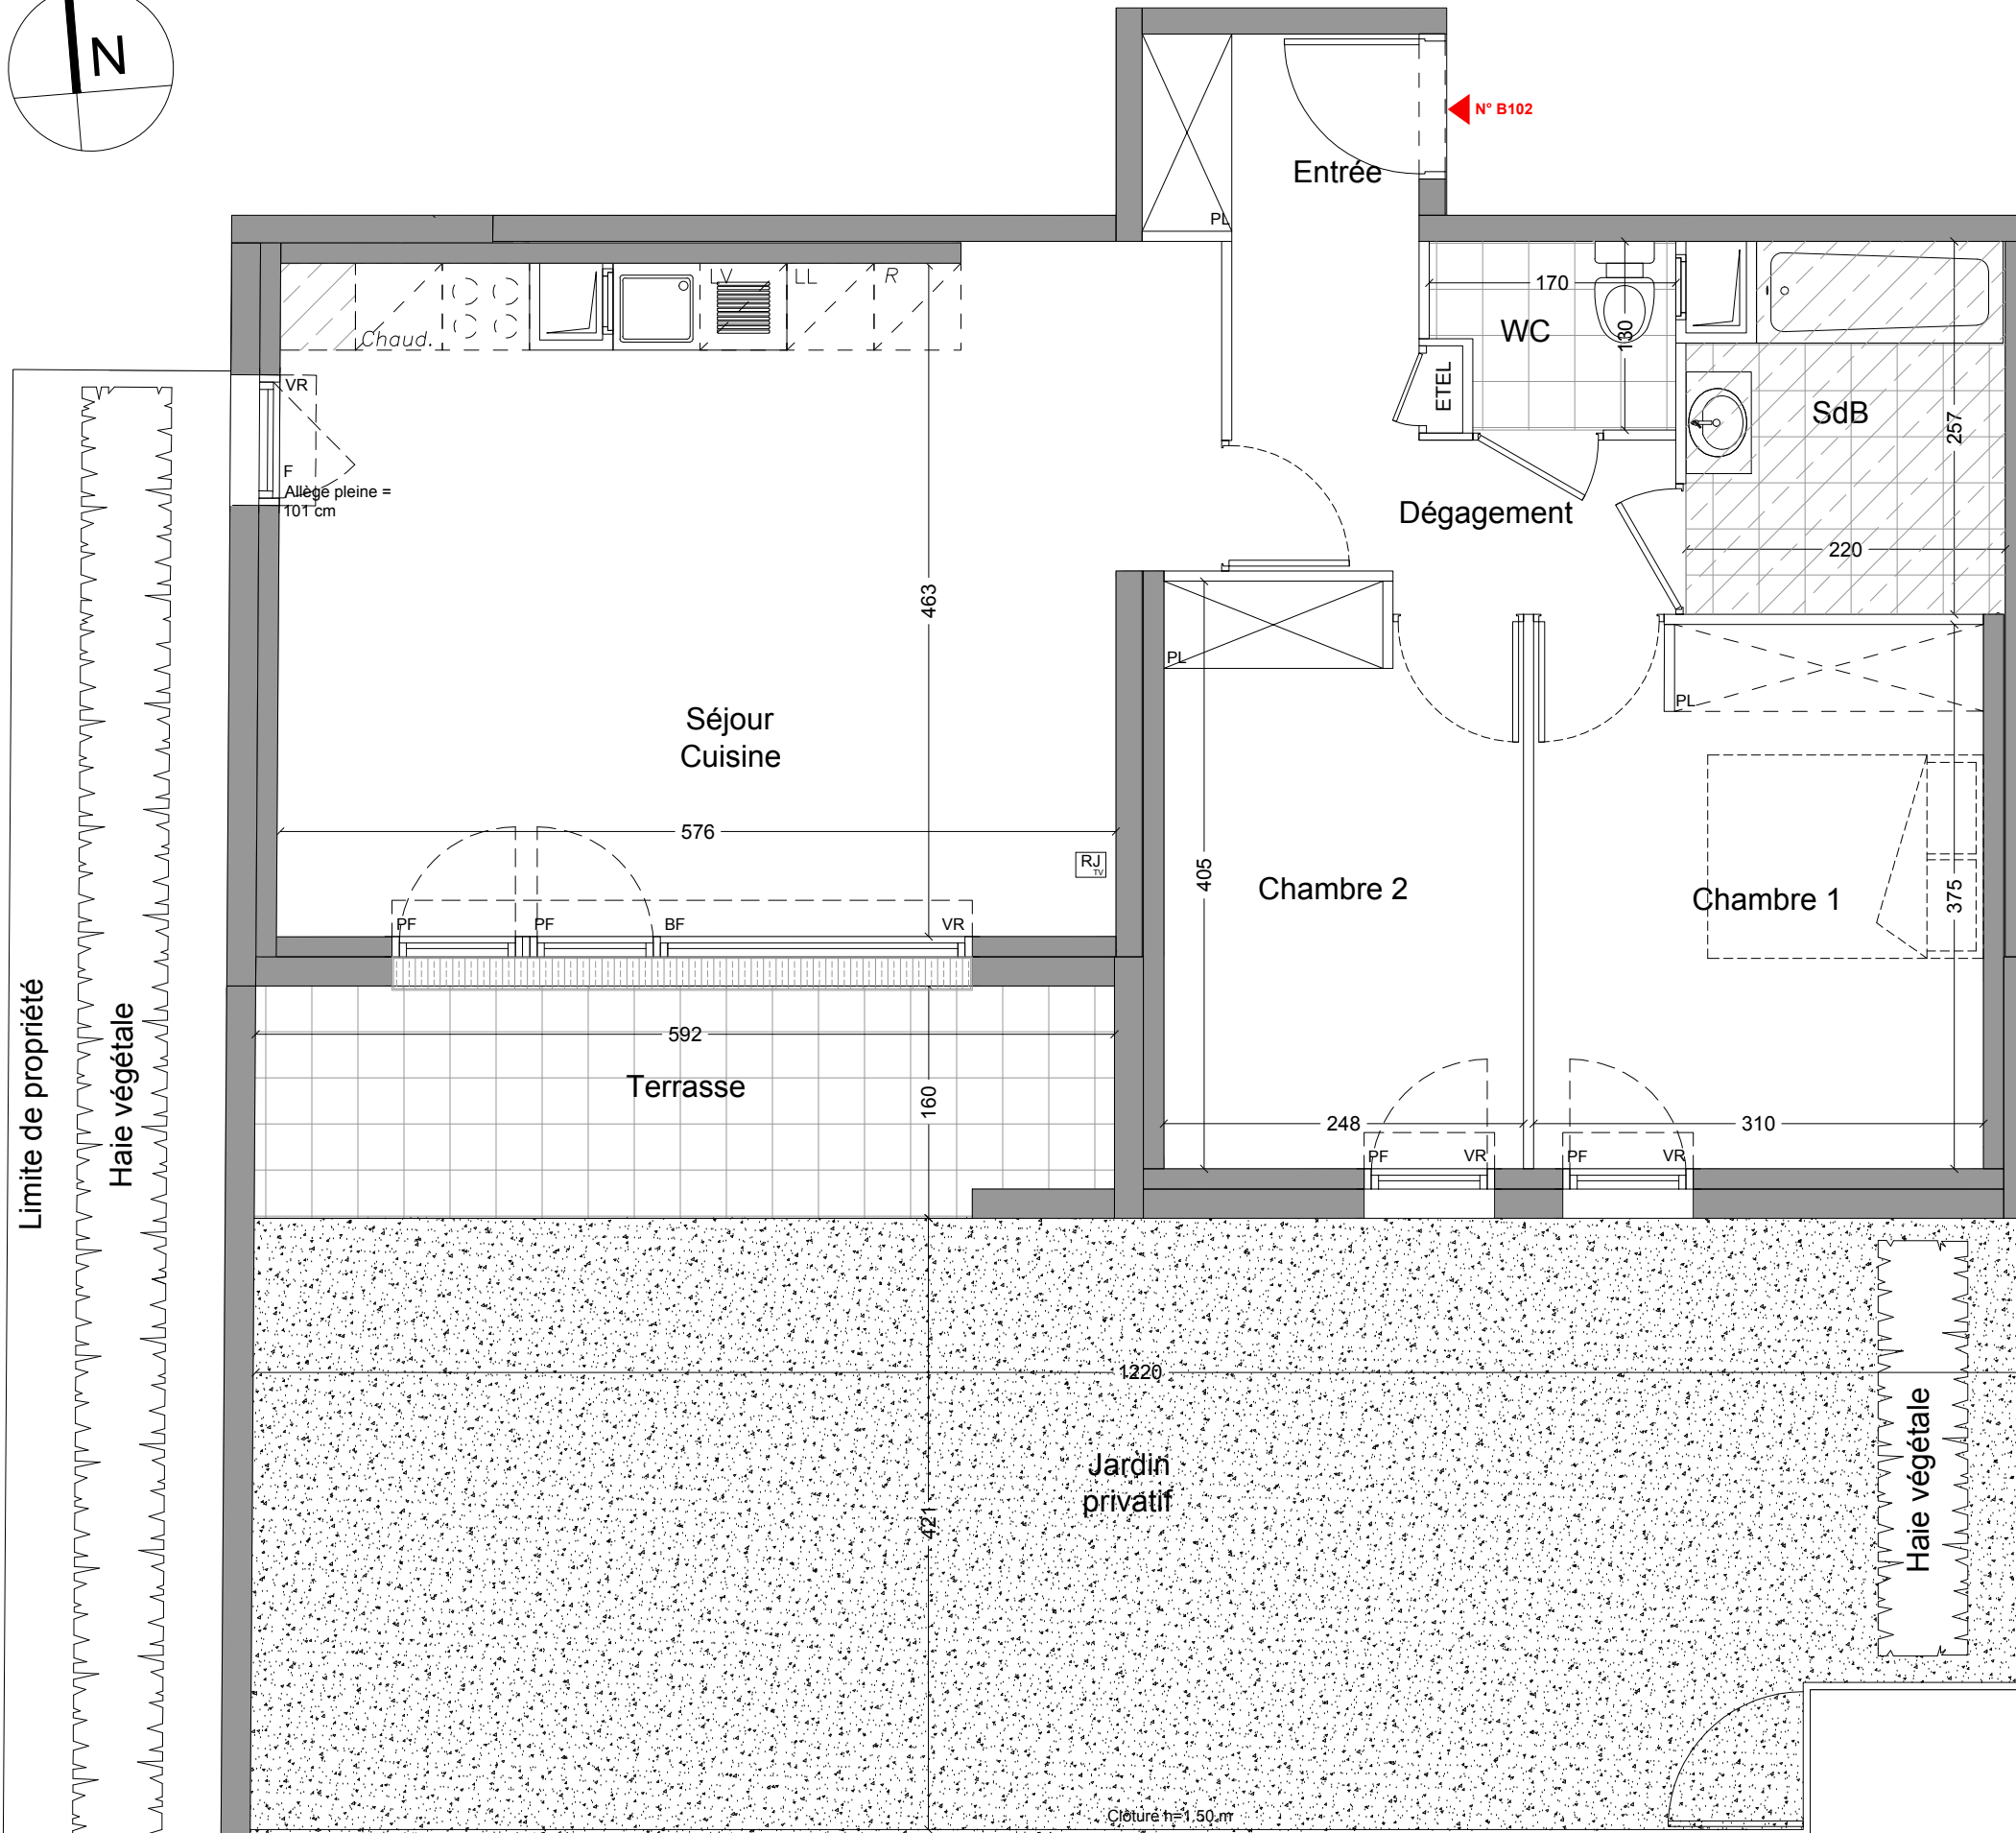 N
N° B102
Entrée
PL
LV
LL
R
Chaud.
170
WC
130
ETEL
SdB
257
VR
F
Allège pleine =
101 cm
Dégagement
220
463
PL
PL
Séjour
Cuisine
576
RJ
TV
405
Chambre 2
Chambre 1
375
PF
PF
BF
VR
Limite de propriété
Haie végétale
592
Terrasse
160
248
310
PF
VR
PF
VR
1220
Jardin
privatif
421
Haie végétale
Clôture h=1.50 m